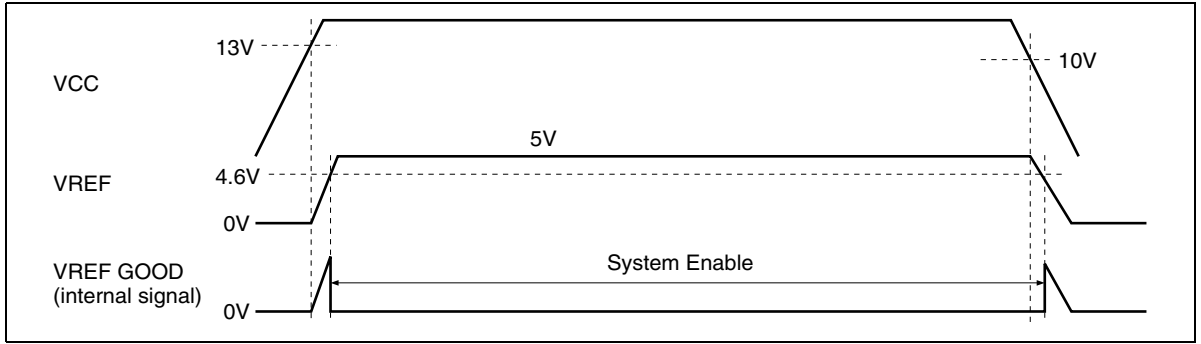 13V
VCC
10V
5V
VREF
4.6V
0V
VREF GOOD
(internal signal)
System Enable
0V